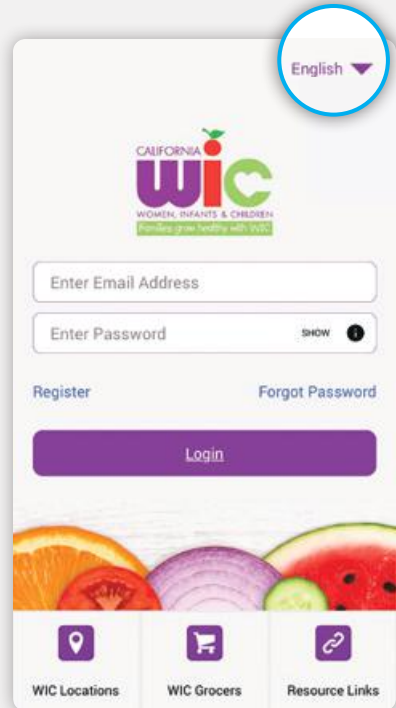 English
CALIFORNIA
WIC
WOMEN, INFANTS & CHILDREN
Families grow healthy with WIC
Enter Email Address
Enter Password SHOW i
Register Forgot Password
Login
WIC Locations WIC Grocers Resource Links